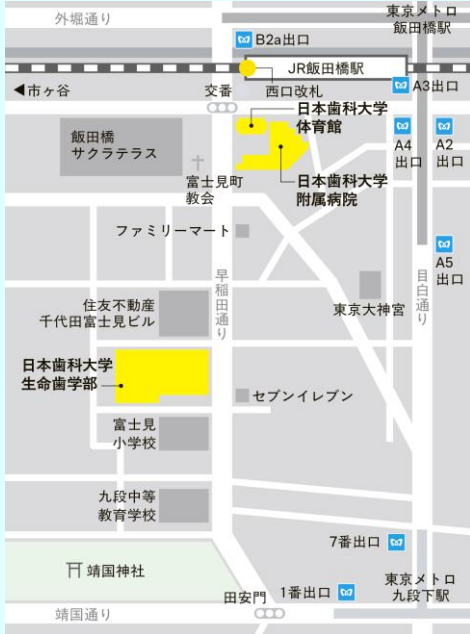 外堀通り
東京メトロ
飯田橋駅
B2a出口
JR飯田橋駅
◀市ヶ谷
交番
西口改札
A3出口
日本歯科大学
体育館
飯田橋
サクラテラス
A4
出口
A2
出口
富士見町
教会
日本歯科大学
附属病院
ファミリーマート
A5
出口
早稲田通り
目白通り
住友不動産
千代田富士見ビル
東京大神宮
日本歯科大学
生命歯学部
セブンイレブン
富士見
小学校
九段中等
教育学校
7番出口
靖国神社
田安門
1番出口
東京メトロ
九段下駅
靖国通り